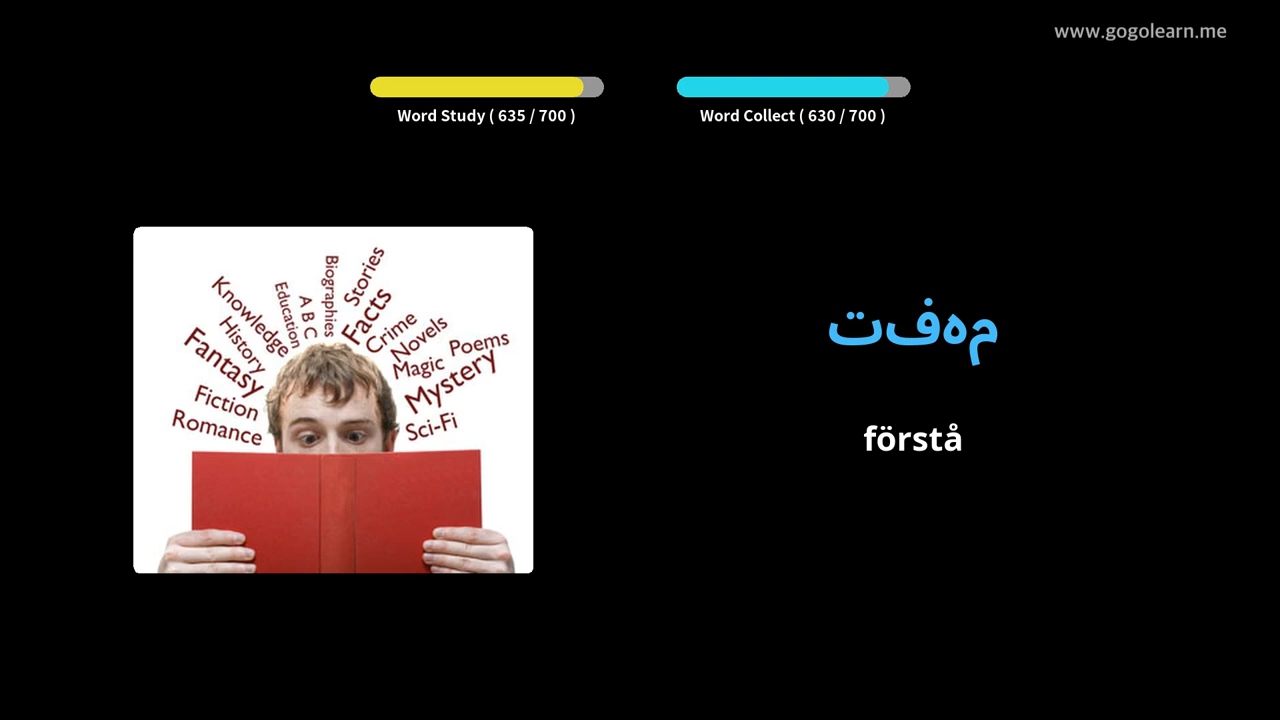 www.gogolearn.me
Word Study ( 635 / 700 )
Word Collect ( 630 / 700 )
Knowledge
Education
A B C
Biographies
Stories
Facts
Crime
Novels
Poems
Magic
Mystery
Sci-Fi
History
Fantasy
Fiction
Romance
مهفت
förstå